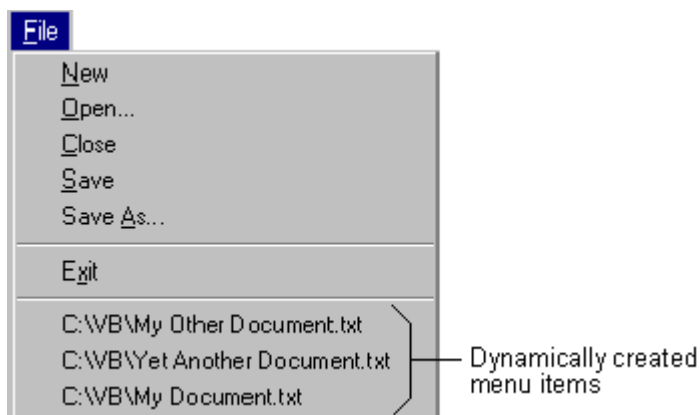 File
New
Open...
Close
Save
Save As...
Exit
C:\VB\My Other Document.txt
C:\VB\Yet Another Document.txt
C:\VB\My Document.txt
Dynamically created
menu items